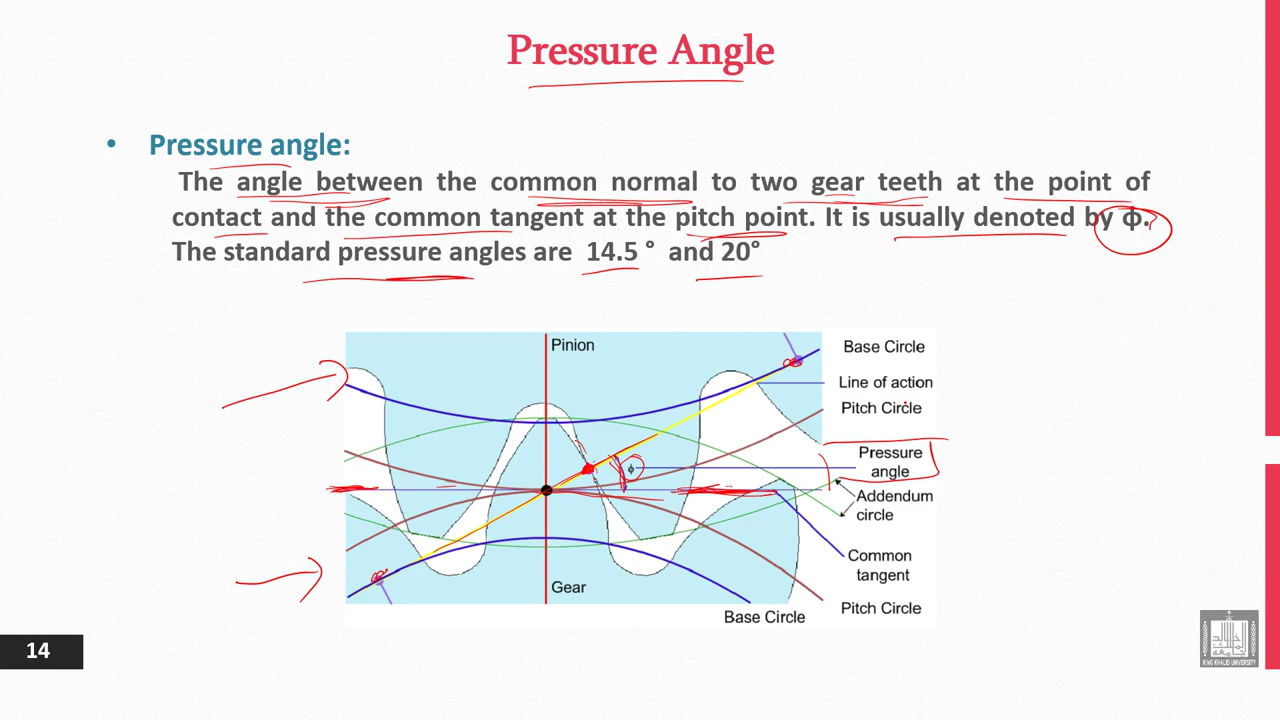 Pressure Angle
• Pressure angle:
The angle between the common normal to two gear teeth at the point of
contact and the common tangent at the pitch point. It is usually denoted by ф.
The standard pressure angles are 14.5 ° and 20°
Pinion
Base Circle
Line of action
Pitch Circle
ϕ
Pressure
angle
Addendum
circle
Common
tangent
Gear
Pitch Circle
Base Circle
14
KING KHALID UNIVERSITY